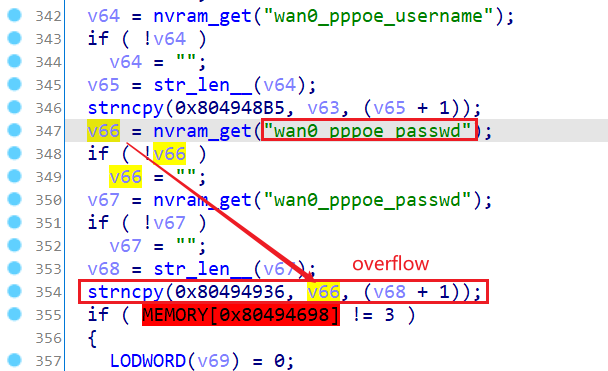 342 v64 = nvram_get("wan0_pppoe_username");
343 if ( !v64 )
344 v64 = "";
345 v65 = str_len__(v64);
346 strncpy(0x804948B5, v63, (v65 + 1));
347 v66 = nvram_get("wan0_pppoe_passwd");
348 if ( !v66 )
349 v66 = "";
350 v67 = nvram_get("wan0_pppoe_passwd");
351 if ( !v67 )
352 v67 = "";
353 v68 = str_len__(v67); overflow
354 strncpy(0x80494936, v66, (v68 + 1));
355 if ( MEMORY[0x80494698] != 3 )
356 {
357 LODWORD(v69) = 0;